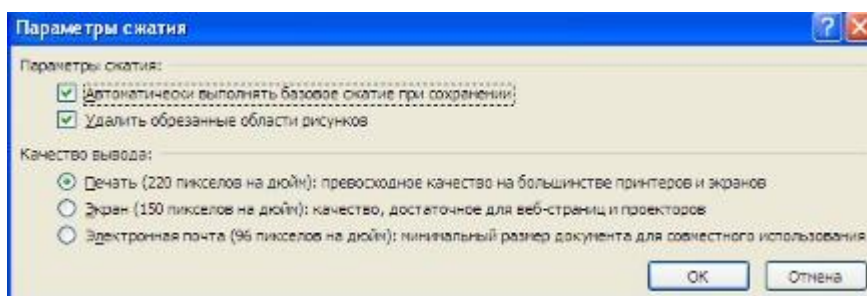 Параметры сжатия
Параметры сжатия:
Автоматически выполнять базовое сжатие при сохранении
Удалить обрезанные области рисунков
Качество вывода:
Печать (220 пикселов на дюйм): превосходное качество на большинстве принтеров и экранов
Экран (150 пикселов на дюйм): качество, достаточное для веб-страниц и проекторов
Электронная почта (96 пикселов на дюйм): минимальный размер документа для совместного использования
ОК Отмена